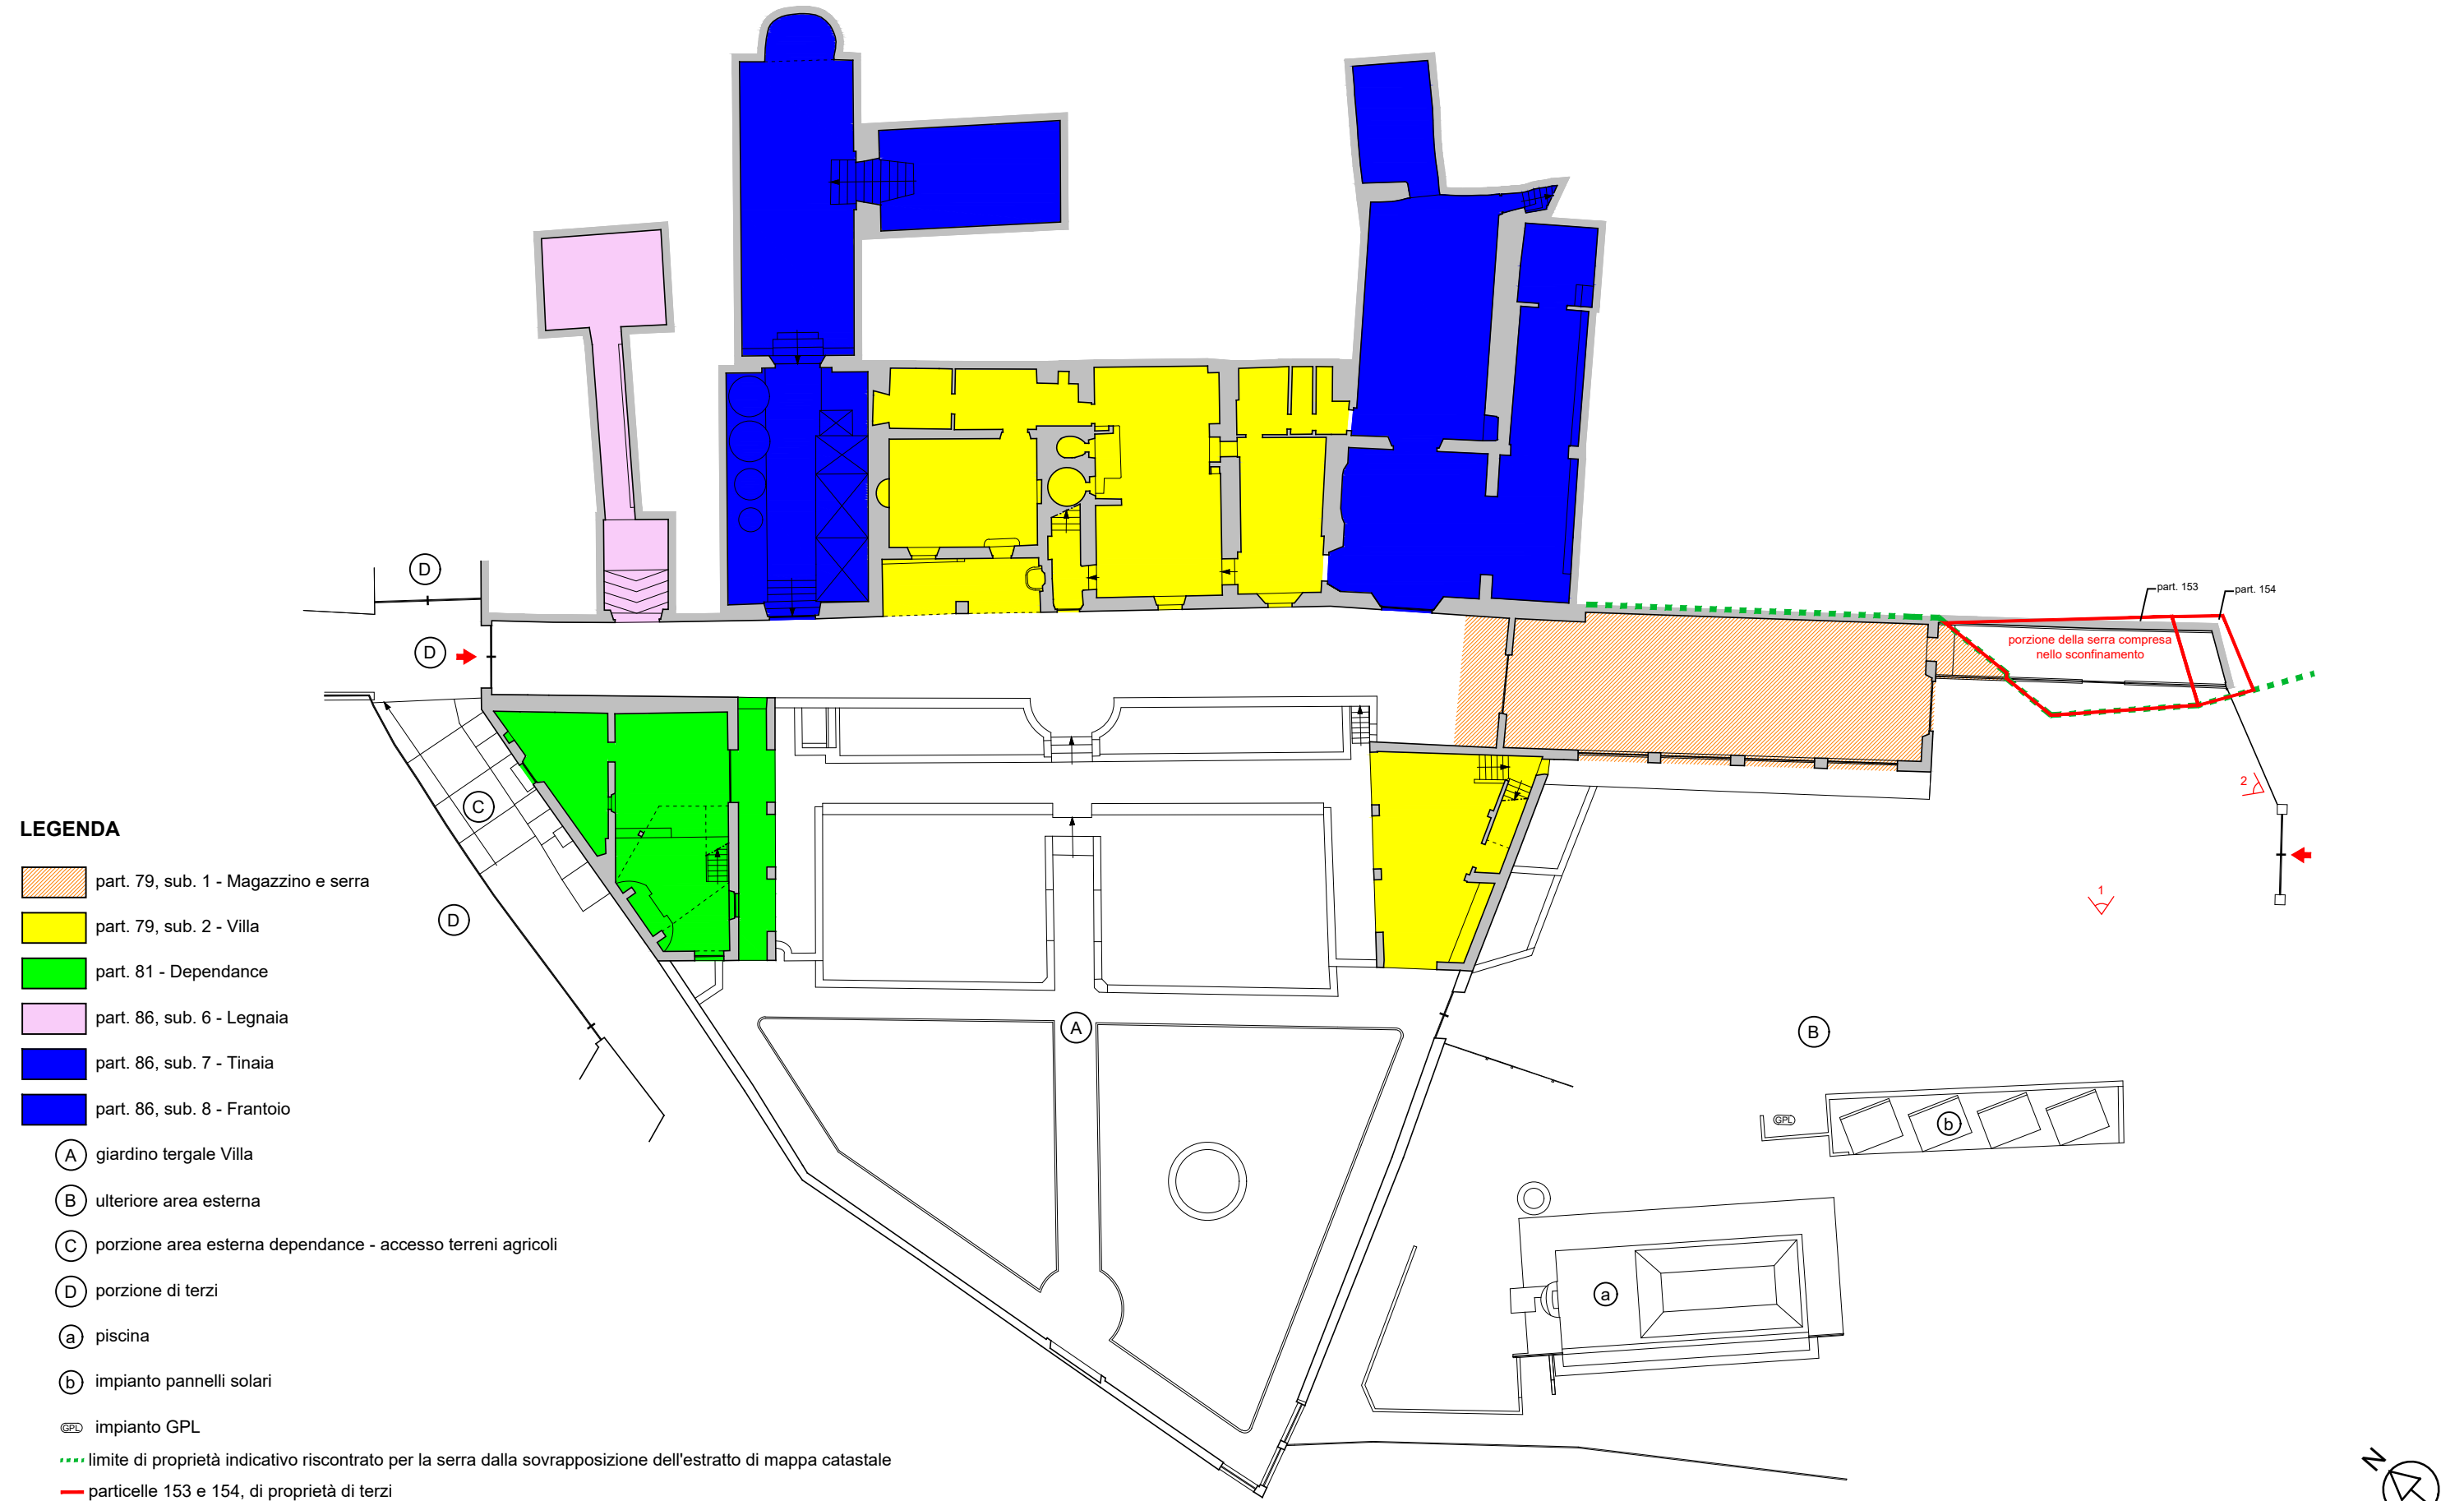 D
D
part. 153
part. 154
porzione della serra compresa
nello sconfinamento
2
1
C
D
A
B
GPL
b
a
N
LEGENDA
part. 79, sub. 1 - Magazzino e serra
part. 79, sub. 2 - Villa
part. 81 - Dependance
part. 86, sub. 6 - Legnaia
part. 86, sub. 7 - Tinaia
part. 86, sub. 8 - Frantoio
A giardino tergale Villa
B ulteriore area esterna
C porzione area esterna dependance - accesso terreni agricoli
D porzione di terzi
a piscina
b impianto pannelli solari
GPL impianto GPL
limite di proprietà indicativo riscontrato per la serra dalla sovrapposizione dell'estratto di mappa catastale
particelle 153 e 154, di proprietà di terzi